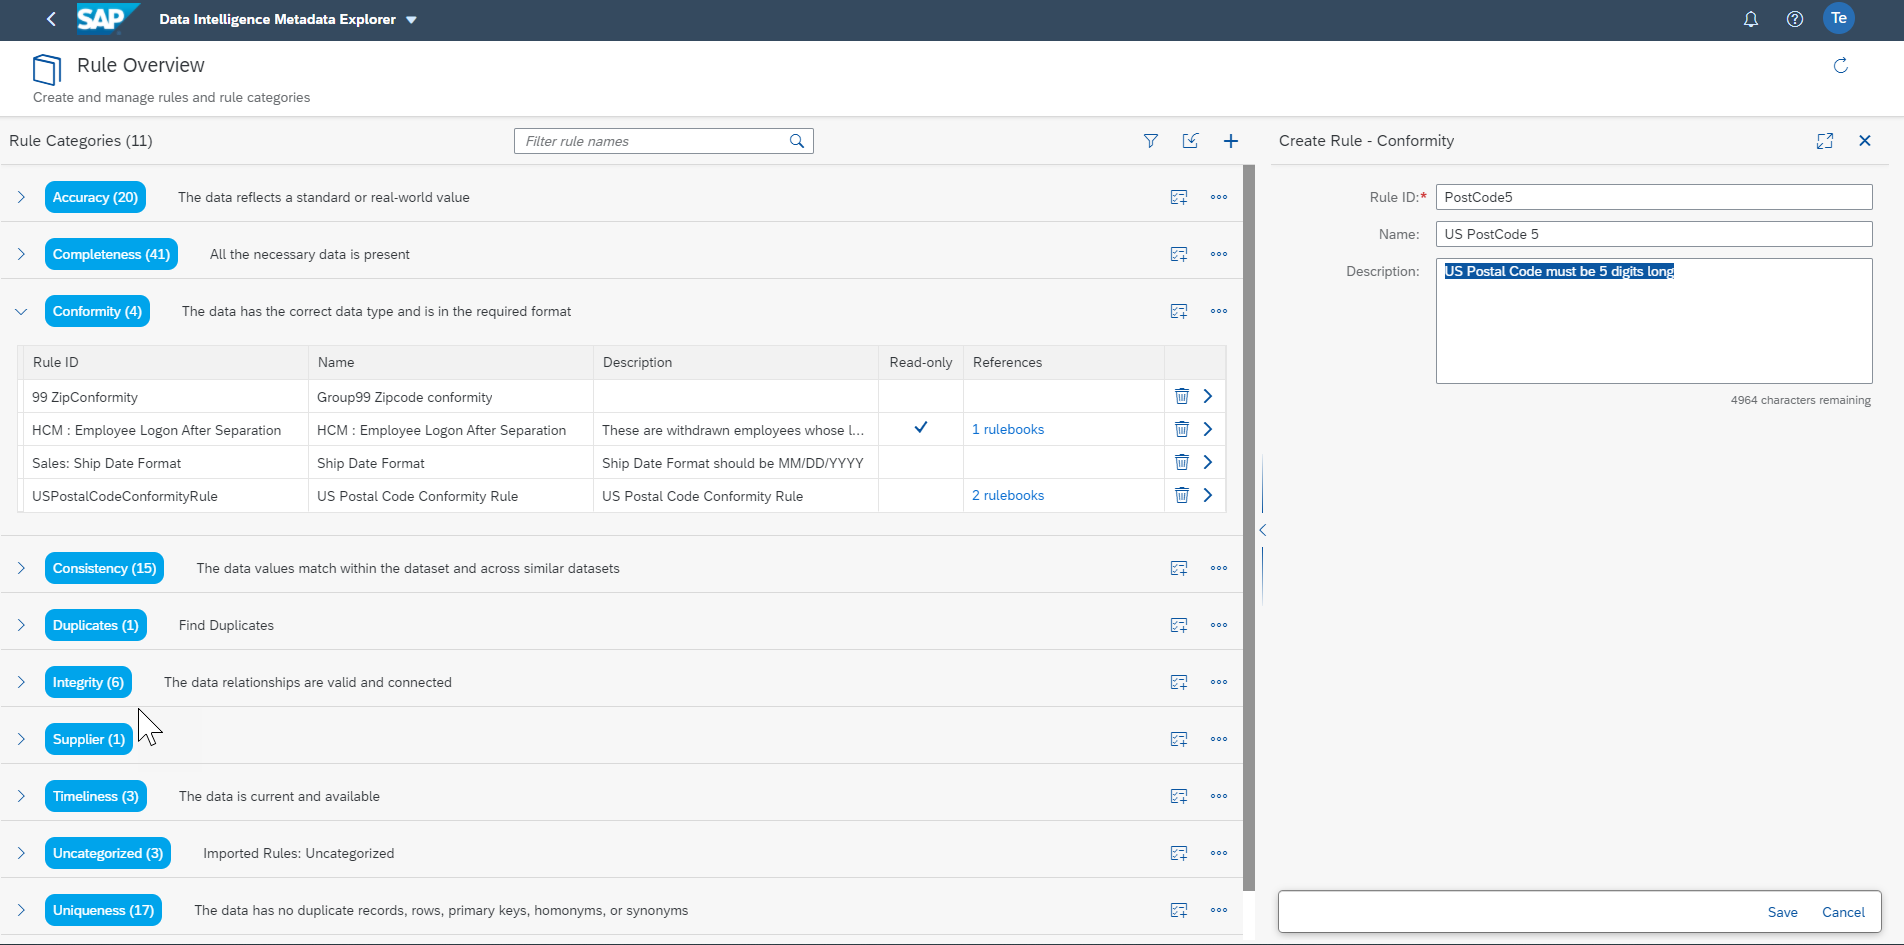 SAP Data Intelligence Metadata Explorer
Te
Rule Overview
Create and manage rules and rule categories
Rule Categories (11)
Filter rule names
Accuracy (20) The data reflects a standard or real-world value
Completeness (41) All the necessary data is present
Conformity (4) The data has the correct data type and is in the required format
Rule ID Name Description Read-only References
99 ZipConformity Group99 Zipcode conformity
HCM : Employee Logon After Separation HCM : Employee Logon After Separation These are withdrawn employees whose l... 1 rulebooks
Sales: Ship Date Format Ship Date Format Ship Date Format should be MM/DD/YYYY
USPostalCodeConformityRule US Postal Code Conformity Rule US Postal Code Conformity Rule 2 rulebooks
Consistency (15) The data values match within the dataset and across similar datasets
Duplicates (1) Find Duplicates
Integrity (6) The data relationships are valid and connected
Supplier (1)
Timeliness (3) The data is current and available
Uncategorized (3) Imported Rules: Uncategorized
Uniqueness (17) The data has no duplicate records, rows, primary keys, homonyms, or synonyms
Create Rule - Conformity
Rule ID:* PostCode5
Name: US PostCode 5
Description: US Postal Code must be 5 digits long
4964 characters remaining
Save Cancel